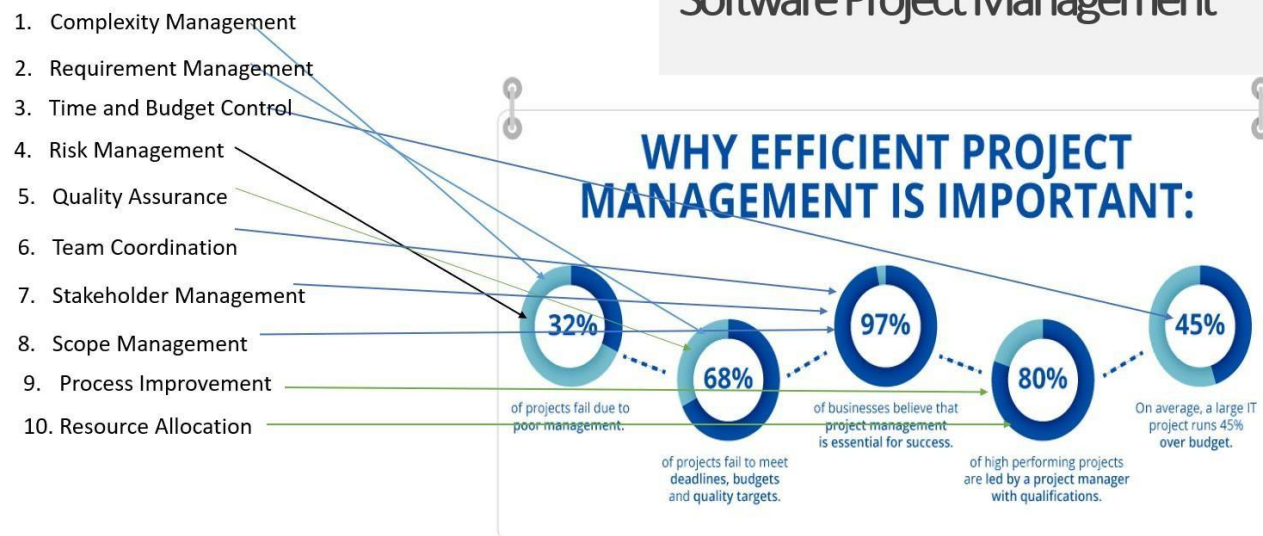 Software Project Management
1. Complexity Management
2. Requirement Management
3. Time and Budget Control
4. Risk Management
5. Quality Assurance
6. Team Coordination
7. Stakeholder Management
8. Scope Management
9. Process Improvement
10. Resource Allocation
WHY EFFICIENT PROJECT
MANAGEMENT IS IMPORTANT:
32%
of projects fail due to
poor management.
68%
of projects fail to meet
deadlines, budgets
and quality targets.
97%
of businesses believe that
project management
is essential for success.
80%
of high performing projects
are led by a project manager
with qualifications.
45%
On average, a large IT
project runs 45%
over budget.